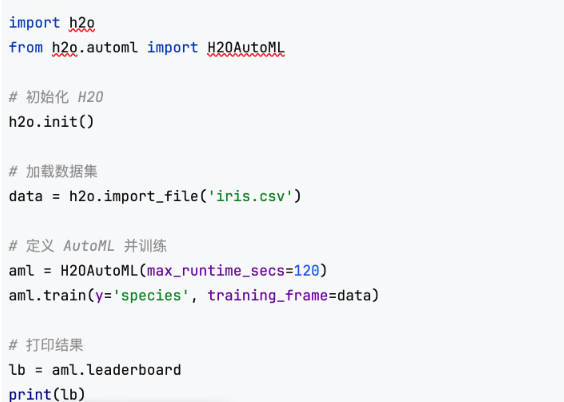 import h2o
from h2o.automl import H2OAutoML
# 初始化 H2O
h2o.init()
# 加载数据集
data = h2o.import_file('iris.csv')
# 定义 AutoML 并训练
aml = H2OAutoML(max_runtime_secs=120)
aml.train(y='species', training_frame=data)
# 打印结果
lb = aml.leaderboard
print(lb)